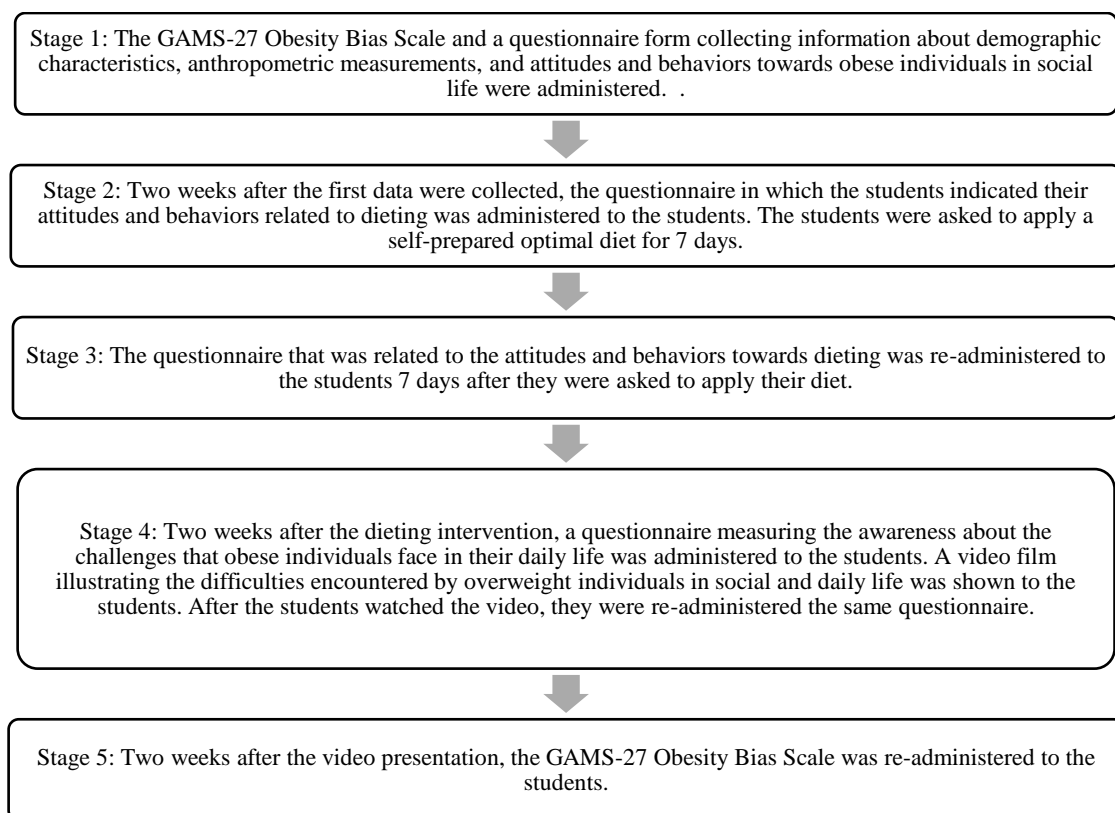 Stage 1: The GAMS-27 Obesity Bias Scale and a questionnaire form collecting information about demographic
characteristics, anthropometric measurements, and attitudes and behaviors towards obese individuals in social
life were administered. .
Stage 2: Two weeks after the first data were collected, the questionnaire in which the students indicated their
attitudes and behaviors related to dieting was administered to the students. The students were asked to apply a
self-prepared optimal diet for 7 days.
Stage 3: The questionnaire that was related to the attitudes and behaviors towards dieting was re-administered to
the students 7 days after they were asked to apply their diet.
Stage 4: Two weeks after the dieting intervention, a questionnaire measuring the awareness about the
challenges that obese individuals face in their daily life was administered to the students. A video film
illustrating the difficulties encountered by overweight individuals in social and daily life was shown to the
students. After the students watched the video, they were re-administered the same questionnaire.
Stage 5: Two weeks after the video presentation, the GAMS-27 Obesity Bias Scale was re-administered to the
students.